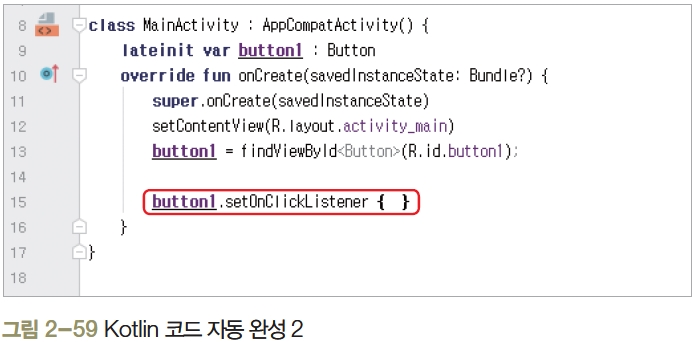 8 class MainActivity : AppCompatActivity() {
9 lateinit var button1 : Button
10 override fun onCreate(savedInstanceState: Bundle?) {
11 super.onCreate(savedInstanceState)
12 setContentView(R.layout.activity_main)
13 button1 = findViewById<Button>(R.id.button1);
14
15 button1.setOnClickListener { }
16 }
17 }
18
그림 2-59 Kotlin 코드 자동 완성 2